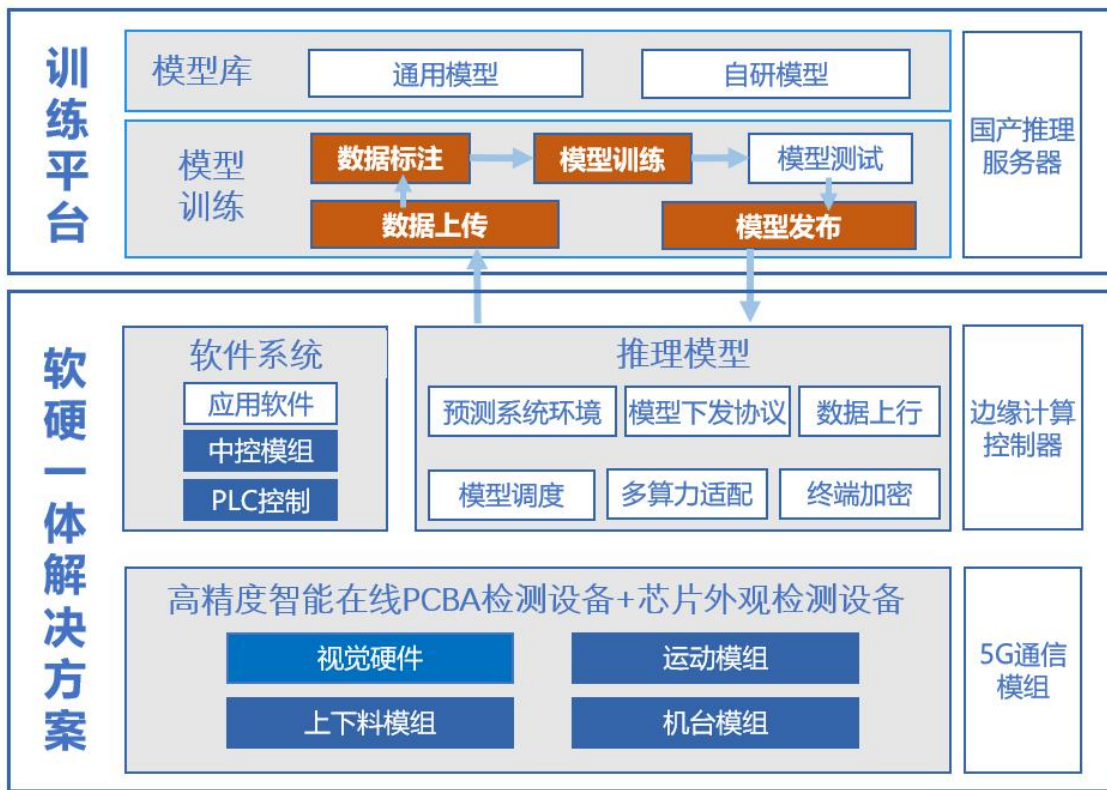 训练平台
模型库
通用模型
自研模型
国产推理
服务器
模型
训练
数据标注
模型训练
模型测试
数据上传
模型发布
软硬一体解决方案
软件系统
应用软件
中控模组
PLC控制
推理模型
预测系统环境
模型下发协议
数据上行
模型调度
多算力适配
终端加密
边缘计算
控制器
高精度智能在线PCBA检测设备+芯片外观检测设备
视觉硬件
运动模组
上下料模组
机台模组
5G通信
模组